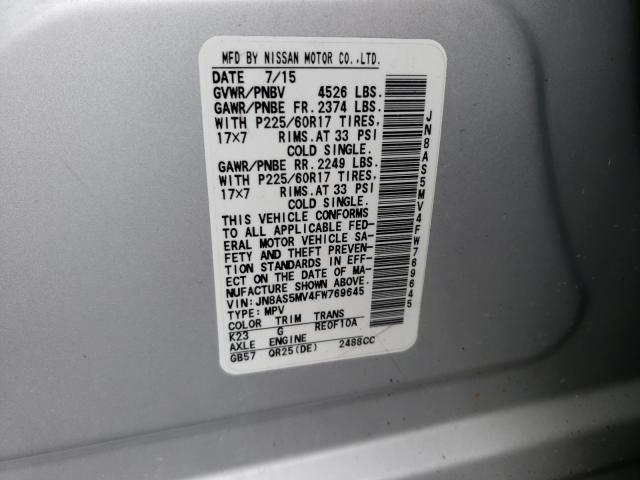 MFD BY NISSAN MOTOR CO.,LTD.
DATE 7/15
GVWR/PNBV 4526 LBS.
GAWR/PNBE FR. 2374 LBS.
WITH P225/60R17 TIRES.
17×7 RIMS. AT 33 PSI
COLD SINGLE.
GAWR/PNBE RR. 2249 LBS.
WITH P225/60R17 TIRES.
17×7 RIMS. AT 33 PSI
COLD SINGLE.
THIS VEHICLE CONFORMS
TO ALL APPLICABLE FED-
ERAL MOTOR VEHICLE SA-
FETY AND THEFT PREVEN-
TION STANDARDS IN EFF-
ECT ON THE DATE OF MA-
NUFACTURE SHOWN ABOVE.
VIN: JN8AS5MV4FW769645
TYPE: MPV
COLOR TRIM TRANS
K23 G RE0F10A
AXLE ENGINE
GB57 QR25(DE) 2488CC
JN8AS5MV4FW769645